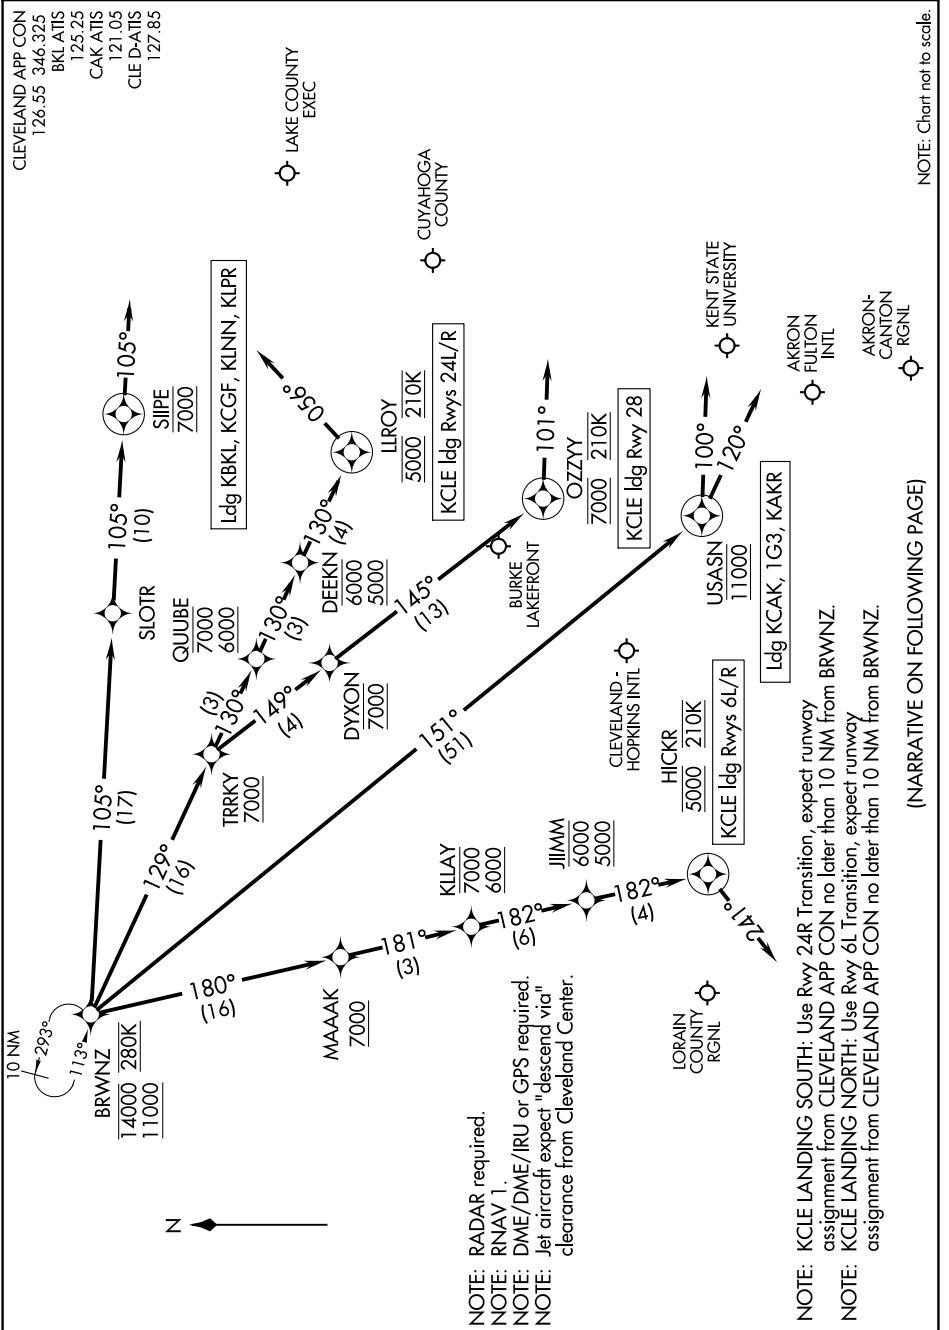 CLEVELAND APP CON
126.55 346.325
BKL ATIS
125.25
CAK ATIS
121.05
CLE D-ATIS
127.85
LAKE COUNTY
EXEC
CUYAHOGA
COUNTY
KENT STATE
UNIVERSITY
AKRON
FULTON
INTL
AKRON-
CANTON
RGNL
NOTE: Chart not to scale.
10 NM
293°
113°
BRWNZ
14000 280K
11000
105°
(17)
SLOTR
105°
(10)
SIIPE
7000
105°
Ldg KBKL, KCGF, KLNN, KLPR
129°
(16)
TRRKY
7000
130°
(3)
QUUBE
7000
6000
130°
(3)
DEEKN
6000
5000
130°
(4)
LLROY
5000 210K
KCLE ldg Rwys 24L/R
056°
149°
(4)
DYXON
7000
145°
(13)
OZZYY
7000 210K
KCLE ldg Rwy 28
101°
BURKE
LAKEFRONT
151°
(51)
USASN
11000
Ldg KCAK, 1G3, KAKR
100°
120°
CLEVELAND -
HOPKINS INTL
180°
(16)
MAAAK
7000
181°
(3)
KLLAY
7000
6000
182°
(6)
JIIMM
6000
5000
182°
(4)
HICKR
5000 210K
KCLE ldg Rwys 6L/R
241°
LORAIN
COUNTY
RGNL
N
NOTE: RADAR required.
NOTE: RNAV 1.
NOTE: DME/DME/IRU or GPS required.
NOTE: Jet aircraft expect "descend via"
clearance from Cleveland Center.
NOTE: KCLE LANDING SOUTH: Use Rwy 24R Transition, expect runway
assignment from CLEVELAND APP CON no later than 10 NM from BRWNZ.
NOTE: KCLE LANDING NORTH: Use Rwy 6L Transition, expect runway
assignment from CLEVELAND APP CON no later than 10 NM from BRWNZ.
(NARRATIVE ON FOLLOWING PAGE)